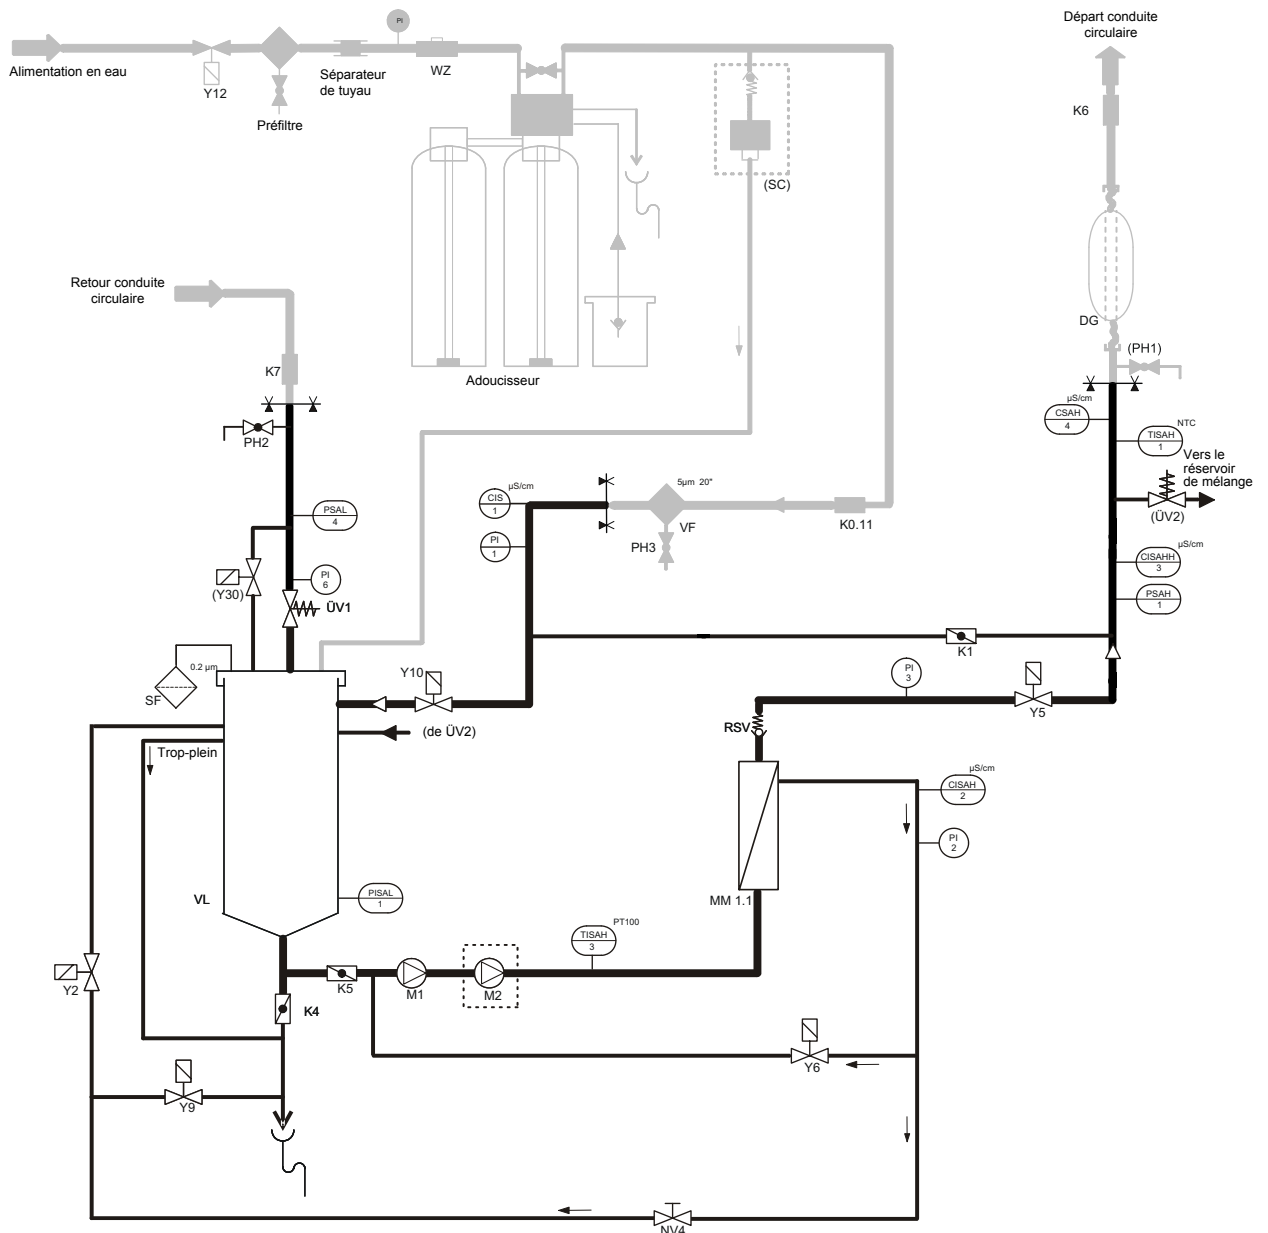 Départ conduite
circulaire
PI
Alimentation en eau
Y12
Préfiltre
Séparateur
de tuyau
WZ
K6
(SC)
Retour conduite
circulaire
K7
Adoucisseur
DG
(PH1)
µS/cm
CSAH
4
NTC
TISAH
1
PH2
Vers le
réservoir
de mélange
(ÜV2)
PSAL
4
µS/cm
CIS
1
5µm 20"
VF
K0.11
PI
1
PH3
µS/cm
CISAHH
3
PSAH
1
(Y30)
PI
6
ÜV1
K1
0.2 µm
SF
Y10
PI
3
Y5
(de ÜV2)
RSV
Trop-plein
µS/cm
CISAH
2
PI
2
VL
PISAL
1
MM 1.1
PT100
TISAH
3
Y2
K5
M1
M2
K4
Y6
Y9
NV4